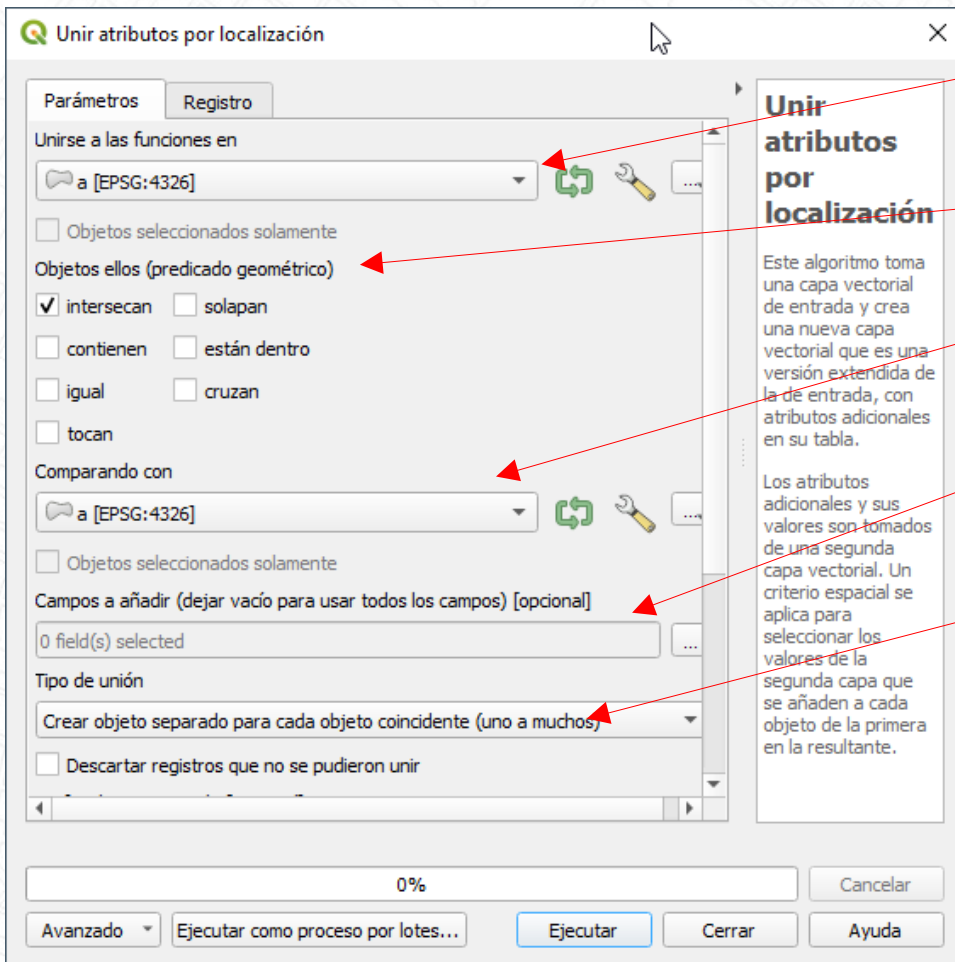 Unir atributos por localización
Parámetros
Registro
Unirse a las funciones en
a [EPSG:4326]
...
Objetos seleccionados solamente
Objetos ellos (predicado geométrico)
intersecan
solapan
contienen
están dentro
igual
cruzan
tocan
Comparando con
a [EPSG:4326]
...
Objetos seleccionados solamente
Campos a añadir (dejar vacío para usar todos los campos) [opcional]
0 field(s) selected
...
Tipo de unión
Crear objeto separado para cada objeto coincidente (uno a muchos)
Descartar registros que no se pudieron unir
Unir
atributos
por
localización
Este algoritmo toma
una capa vectorial
de entrada y crea
una nueva capa
vectorial que es una
versión extendida de
la de entrada, con
atributos adicionales
en su tabla.
Los atributos
adicionales y sus
valores son tomados
de una segunda
capa vectorial. Un
criterio espacial se
aplica para
seleccionar los
valores de la
segunda capa que
se añaden a cada
objeto de la primera
en la resultante.
0%
Cancelar
Avanzado
Ejecutar como proceso por lotes...
Ejecutar
Cerrar
Ayuda